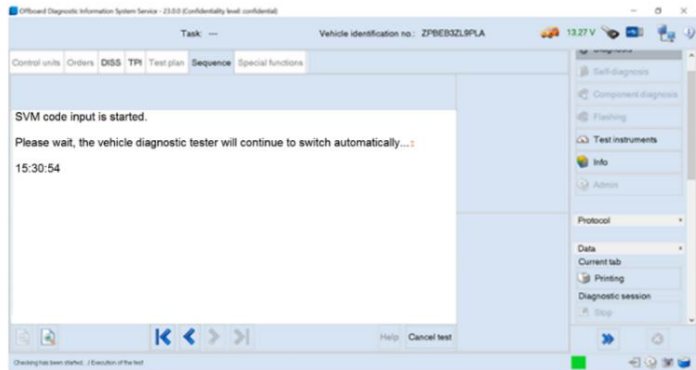 Offboard Diagnostic Information System Service - 23.0.0 (Confidentiality level: confidential)
Task: ---
Vehicle identification no.: ZPBEB3ZL9PLA
13.27 V
Control units Orders DISS TPI Test plan Sequence Special functions
Diagnosis
Self-diagnosis
SVM code input is started.
Component diagnosis
Flashing
Please wait, the vehicle diagnostic tester will continue to switch automatically...:
Test instruments
15:30:54
Info
Admin
Protocol
Data
Current tab
Printing
Diagnostic session
Stop
Help Cancel test
Checking has been started. / Execution of the test